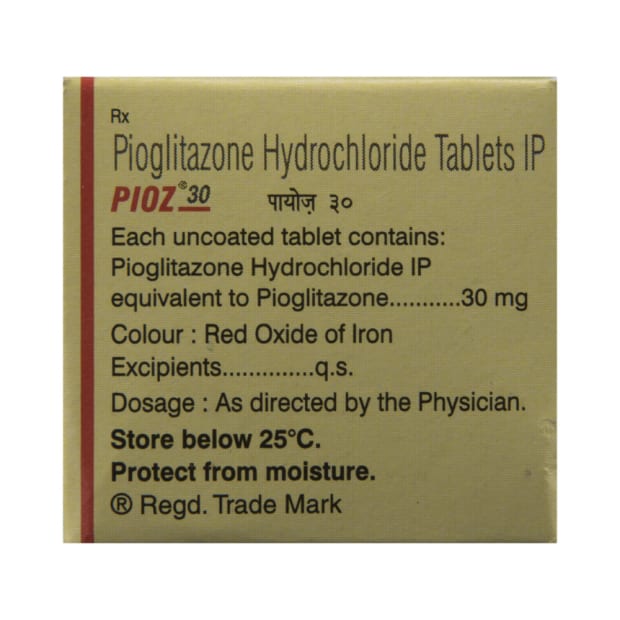 Rx
Pioglitazone Hydrochloride Tablets IP
PIOZ®30 पायोज़ ३०
Each uncoated tablet contains:
Pioglitazone Hydrochloride IP
equivalent to Pioglitazone...........30 mg
Colour : Red Oxide of Iron
Excipients..............q.s.
Dosage : As directed by the Physician.
Store below 25°C.
Protect from moisture.
® Regd. Trade Mark